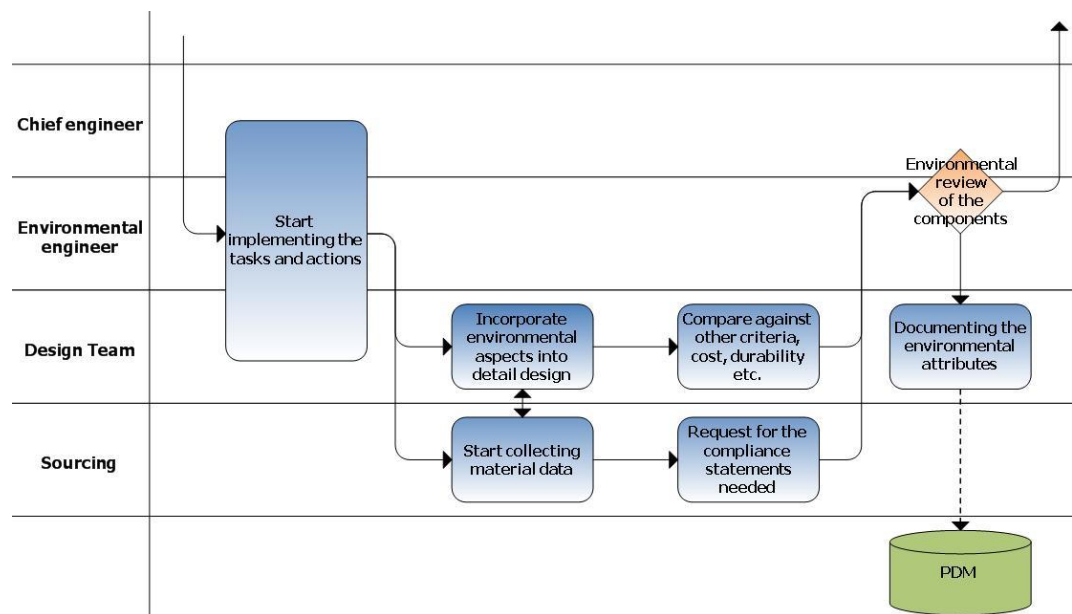 Chief engineer
Environmental
engineer
Design Team
Sourcing
Start
implementing the
tasks and actions
Incorporate
environmental
aspects into
detail design
Compare against
other criteria,
cost, durability
etc.
Start collecting
material data
Request for the
compliance
statements
needed
Environmental
review
of the
components
Documenting the
environmental
attributes
PDM